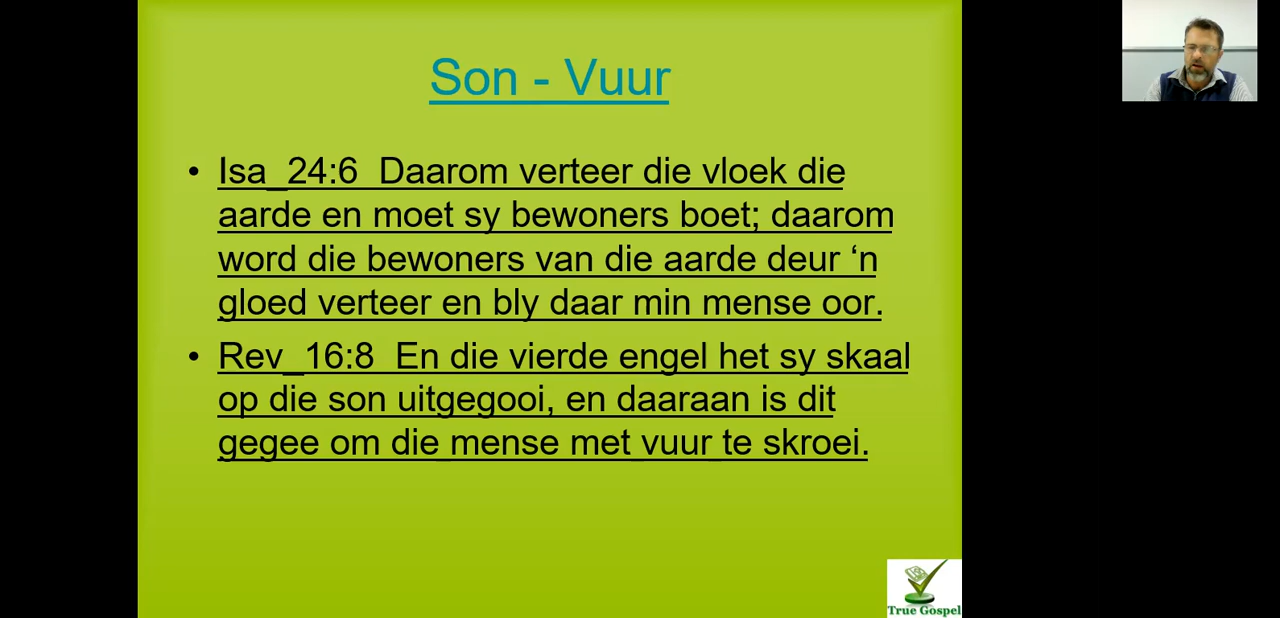 Son - Vuur
• Isa_24:6  Daarom verteer die vloek die
aarde en moet sy bewoners boet; daarom
word die bewoners van die aarde deur ‘n
gloed verteer en bly daar min mense oor.
• Rev_16:8  En die vierde engel het sy skaal
op die son uitgegooi, en daaraan is dit
gegee om die mense met vuur te skroei.
True Gospel